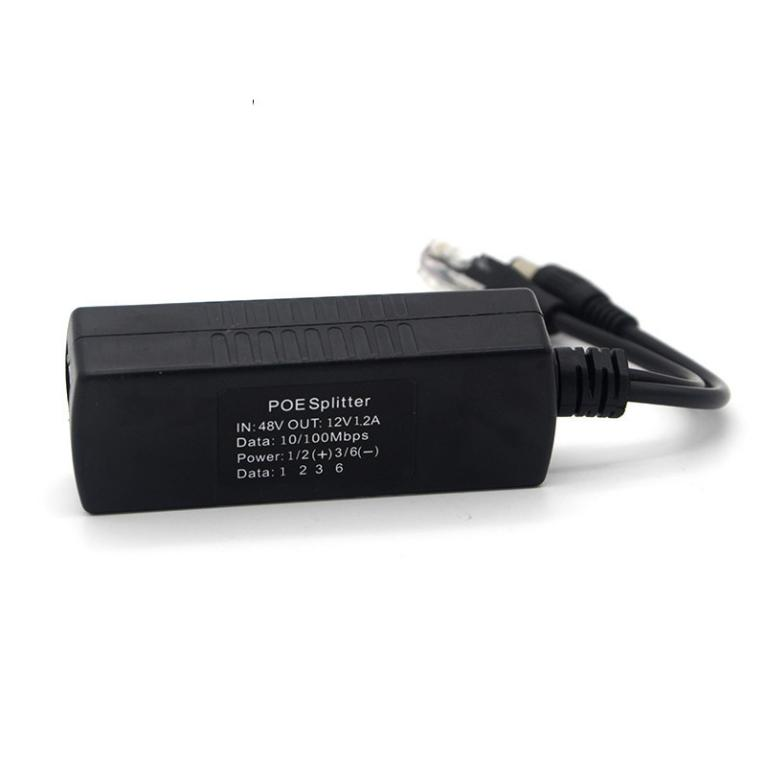 POE Splitter
IN: 48V OUT: 12V1.2A
Data: 10/100Mbps
Power: 1/2(+)3/6(−)
Data: 1 2 3 6